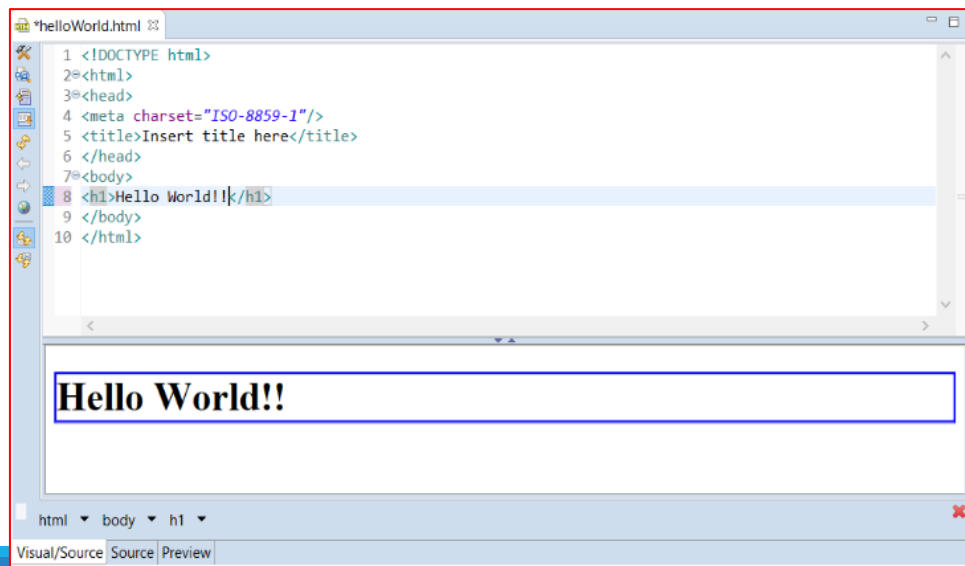 *helloWorld.html
1 <!DOCTYPE html>
2 <html>
3 <head>
4 <meta charset="ISO-8859-1"/>
5 <title>Insert title here</title>
6 </head>
7 <body>
8 <h1>Hello World!!</h1>
9 </body>
10 </html>
Hello World!!
html body h1
Visual/Source Source Preview